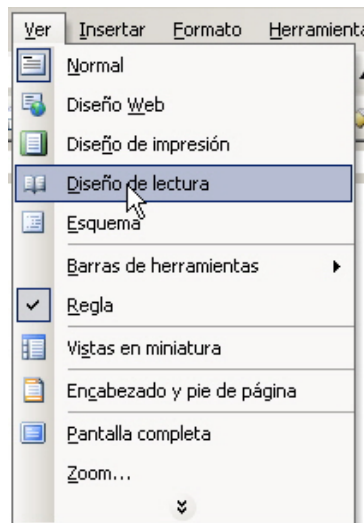 Ver Insertar Formato Herramient
Normal
Diseño Web
Diseño de impresión
Diseño de lectura
Esquema
Barras de herramientas
Regla
Vistas en miniatura
Encabezado y pie de página
Pantalla completa
Zoom...